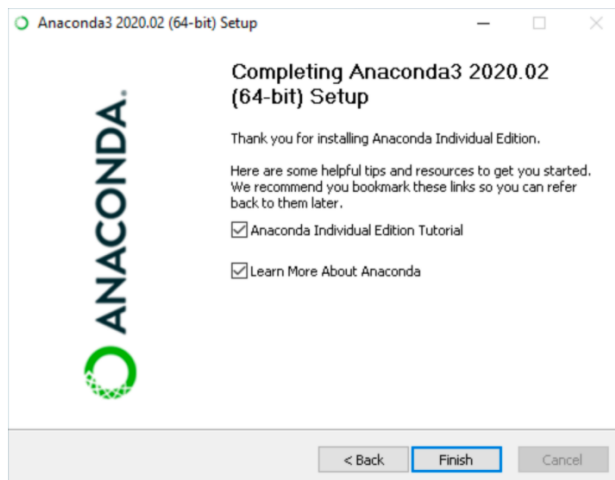 Anaconda3 2020.02 (64-bit) Setup
Completing Anaconda3 2020.02
(64-bit) Setup
Thank you for installing Anaconda Individual Edition.
Here are some helpful tips and resources to get you started.
We recommend you bookmark these links so you can refer
back to them later.
Anaconda Individual Edition Tutorial
Learn More About Anaconda
ANACONDA.
< Back
Finish
Cancel